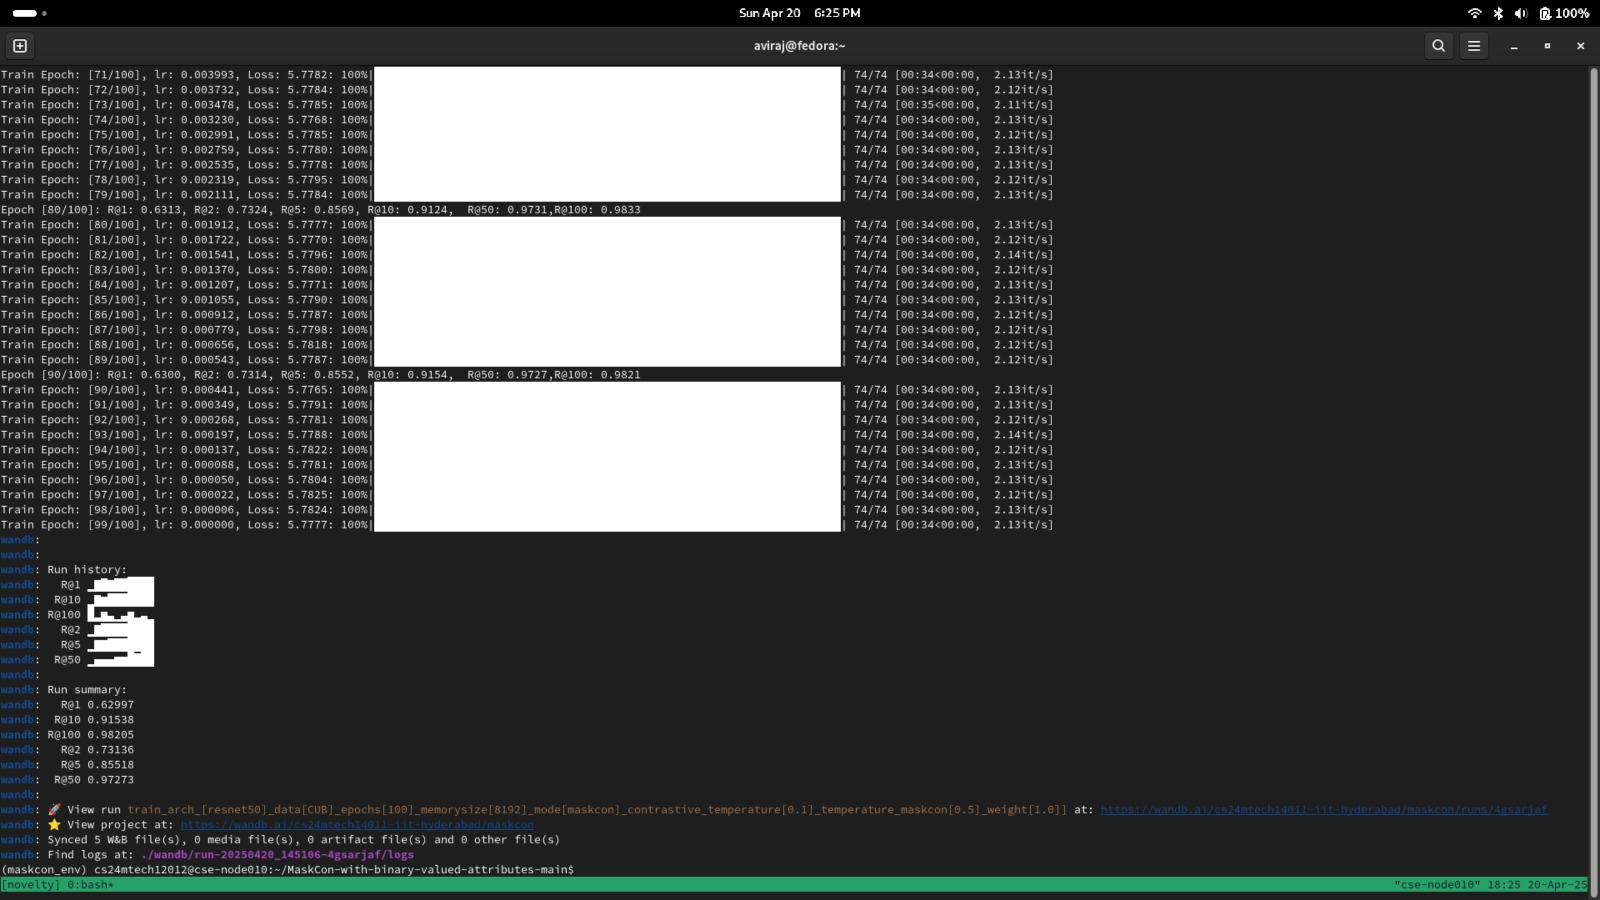 Sun Apr 20 6:25 PM
100%
aviraj@fedora:~
Train Epoch: [71/100], lr: 0.003993, Loss: 5.7782: 100%| | 74/74 [00:34<00:00, 2.13it/s]
Train Epoch: [72/100], lr: 0.003732, Loss: 5.7784: 100%| | 74/74 [00:34<00:00, 2.12it/s]
Train Epoch: [73/100], lr: 0.003478, Loss: 5.7785: 100%| | 74/74 [00:35<00:00, 2.11it/s]
Train Epoch: [74/100], lr: 0.003230, Loss: 5.7768: 100%| | 74/74 [00:34<00:00, 2.13it/s]
Train Epoch: [75/100], lr: 0.002991, Loss: 5.7785: 100%| | 74/74 [00:34<00:00, 2.12it/s]
Train Epoch: [76/100], lr: 0.002759, Loss: 5.7780: 100%| | 74/74 [00:34<00:00, 2.13it/s]
Train Epoch: [77/100], lr: 0.002535, Loss: 5.7778: 100%| | 74/74 [00:34<00:00, 2.13it/s]
Train Epoch: [78/100], lr: 0.002319, Loss: 5.7795: 100%| | 74/74 [00:34<00:00, 2.12it/s]
Train Epoch: [79/100], lr: 0.002111, Loss: 5.7784: 100%| | 74/74 [00:34<00:00, 2.13it/s]
Epoch [80/100]: R@1: 0.6313, R@2: 0.7324, R@5: 0.8569, R@10: 0.9124, R@50: 0.9731,R@100: 0.9833
Train Epoch: [80/100], lr: 0.001912, Loss: 5.7777: 100%| | 74/74 [00:34<00:00, 2.13it/s]
Train Epoch: [81/100], lr: 0.001722, Loss: 5.7770: 100%| | 74/74 [00:34<00:00, 2.12it/s]
Train Epoch: [82/100], lr: 0.001541, Loss: 5.7796: 100%| | 74/74 [00:34<00:00, 2.14it/s]
Train Epoch: [83/100], lr: 0.001370, Loss: 5.7800: 100%| | 74/74 [00:34<00:00, 2.12it/s]
Train Epoch: [84/100], lr: 0.001207, Loss: 5.7771: 100%| | 74/74 [00:34<00:00, 2.13it/s]
Train Epoch: [85/100], lr: 0.001055, Loss: 5.7790: 100%| | 74/74 [00:34<00:00, 2.13it/s]
Train Epoch: [86/100], lr: 0.000912, Loss: 5.7787: 100%| | 74/74 [00:34<00:00, 2.12it/s]
Train Epoch: [87/100], lr: 0.000779, Loss: 5.7798: 100%| | 74/74 [00:34<00:00, 2.12it/s]
Train Epoch: [88/100], lr: 0.000656, Loss: 5.7818: 100%| | 74/74 [00:34<00:00, 2.12it/s]
Train Epoch: [89/100], lr: 0.000543, Loss: 5.7787: 100%| | 74/74 [00:34<00:00, 2.12it/s]
Epoch [90/100]: R@1: 0.6300, R@2: 0.7314, R@5: 0.8552, R@10: 0.9154, R@50: 0.9727,R@100: 0.9821
Train Epoch: [90/100], lr: 0.000441, Loss: 5.7765: 100%| | 74/74 [00:34<00:00, 2.13it/s]
Train Epoch: [91/100], lr: 0.000349, Loss: 5.7791: 100%| | 74/74 [00:34<00:00, 2.13it/s]
Train Epoch: [92/100], lr: 0.000268, Loss: 5.7781: 100%| | 74/74 [00:34<00:00, 2.12it/s]
Train Epoch: [93/100], lr: 0.000197, Loss: 5.7788: 100%| | 74/74 [00:34<00:00, 2.14it/s]
Train Epoch: [94/100], lr: 0.000137, Loss: 5.7822: 100%| | 74/74 [00:34<00:00, 2.12it/s]
Train Epoch: [95/100], lr: 0.000088, Loss: 5.7781: 100%| | 74/74 [00:34<00:00, 2.13it/s]
Train Epoch: [96/100], lr: 0.000050, Loss: 5.7804: 100%| | 74/74 [00:34<00:00, 2.13it/s]
Train Epoch: [97/100], lr: 0.000022, Loss: 5.7825: 100%| | 74/74 [00:34<00:00, 2.12it/s]
Train Epoch: [98/100], lr: 0.000006, Loss: 5.7824: 100%| | 74/74 [00:34<00:00, 2.13it/s]
Train Epoch: [99/100], lr: 0.000000, Loss: 5.7777: 100%| | 74/74 [00:34<00:00, 2.13it/s]
wandb:
wandb:
wandb: Run history:
wandb: R@1
wandb: R@10
wandb: R@100
wandb: R@2
wandb: R@5
wandb: R@50
wandb:
wandb: Run summary:
wandb: R@1 0.62997
wandb: R@10 0.91538
wandb: R@100 0.98205
wandb: R@2 0.73136
wandb: R@5 0.85518
wandb: R@50 0.97273
wandb:
wandb: 🚀 View run train_arch_[resnet50]_data[CUB]_epochs[100]_memorysize[8192]_mode[maskcon]_contrastive_temperature[0.1]_temperature_maskcon[0.5]_weight[1.0]] at: https://wandb.ai/cs24mtech14011-iit-hyderabad/maskcon/runs/4gsarjaf
wandb: ⭐ View project at: https://wandb.ai/cs24mtech14011-iit-hyderabad/maskcon
wandb: Synced 5 W&B file(s), 0 media file(s), 0 artifact file(s) and 0 other file(s)
wandb: Find logs at: ./wandb/run-20250420_145106-4gsarjaf/logs
(maskcon_env) cs24mtech12012@cse-node010:~/MaskCon-with-binary-valued-attributes-main$
[novelty] 0:bash* "cse-node010" 18:25 20-Apr-25